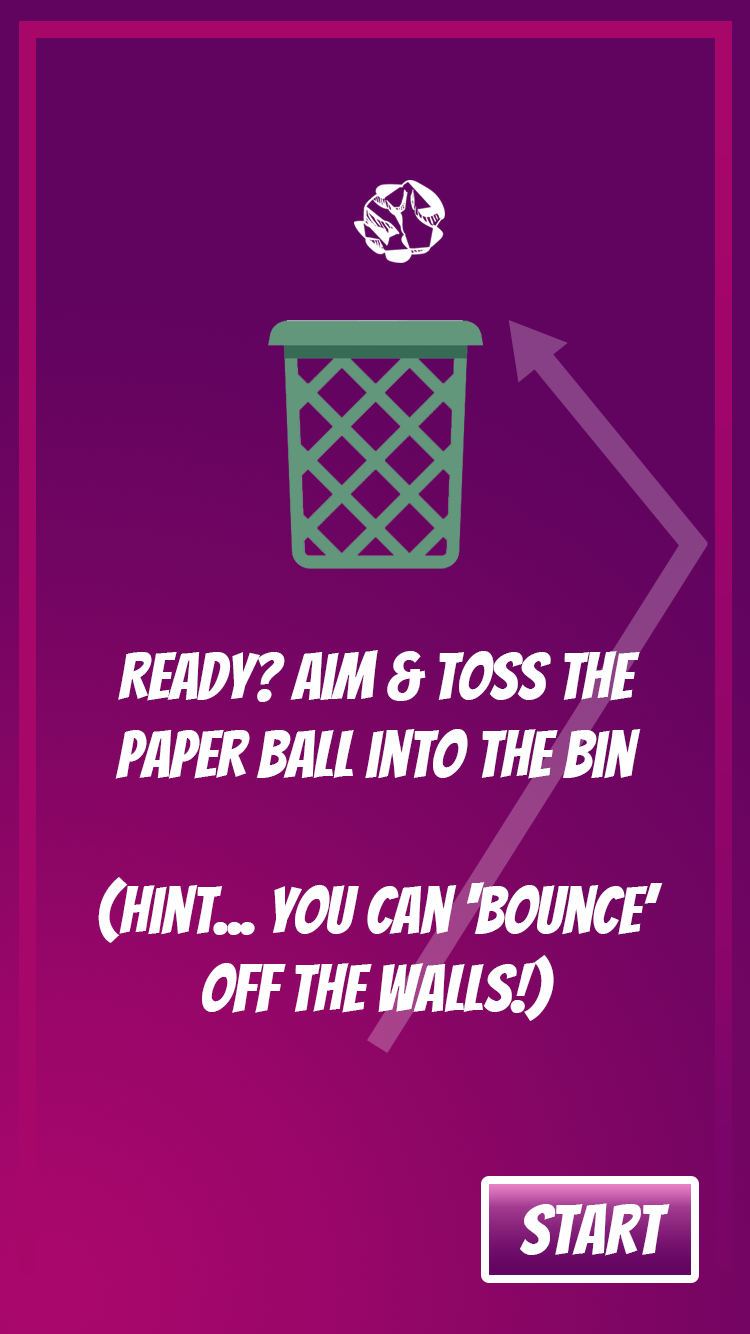 READY? AIM & TOSS THE
PAPER BALL INTO THE BIN
(HINT... YOU CAN 'BOUNCE'
OFF THE WALLS!)
START